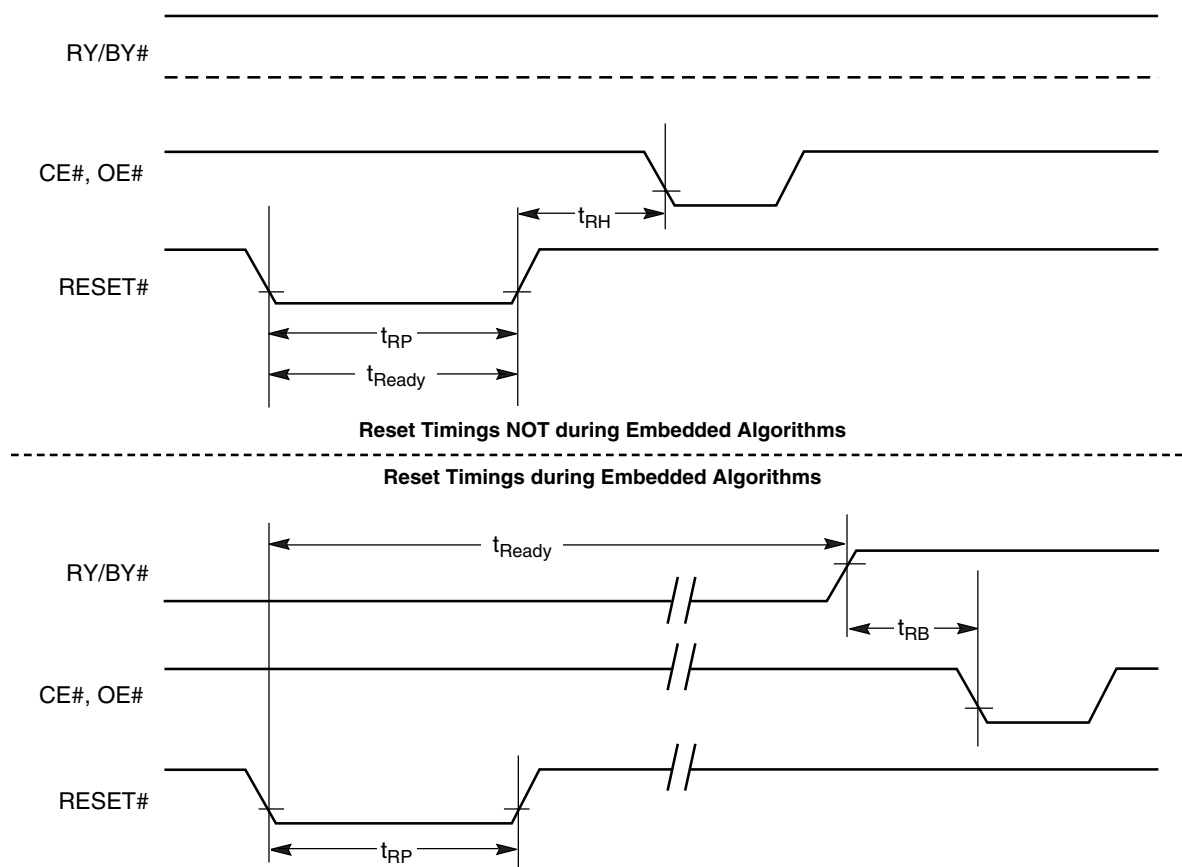 RY/BY#
CE#, OE#
tRH
RESET#
tRP
tReady
Reset Timings NOT during Embedded Algorithms
Reset Timings during Embedded Algorithms
tReady
RY/BY#
tRB
CE#, OE#
RESET#
tRP